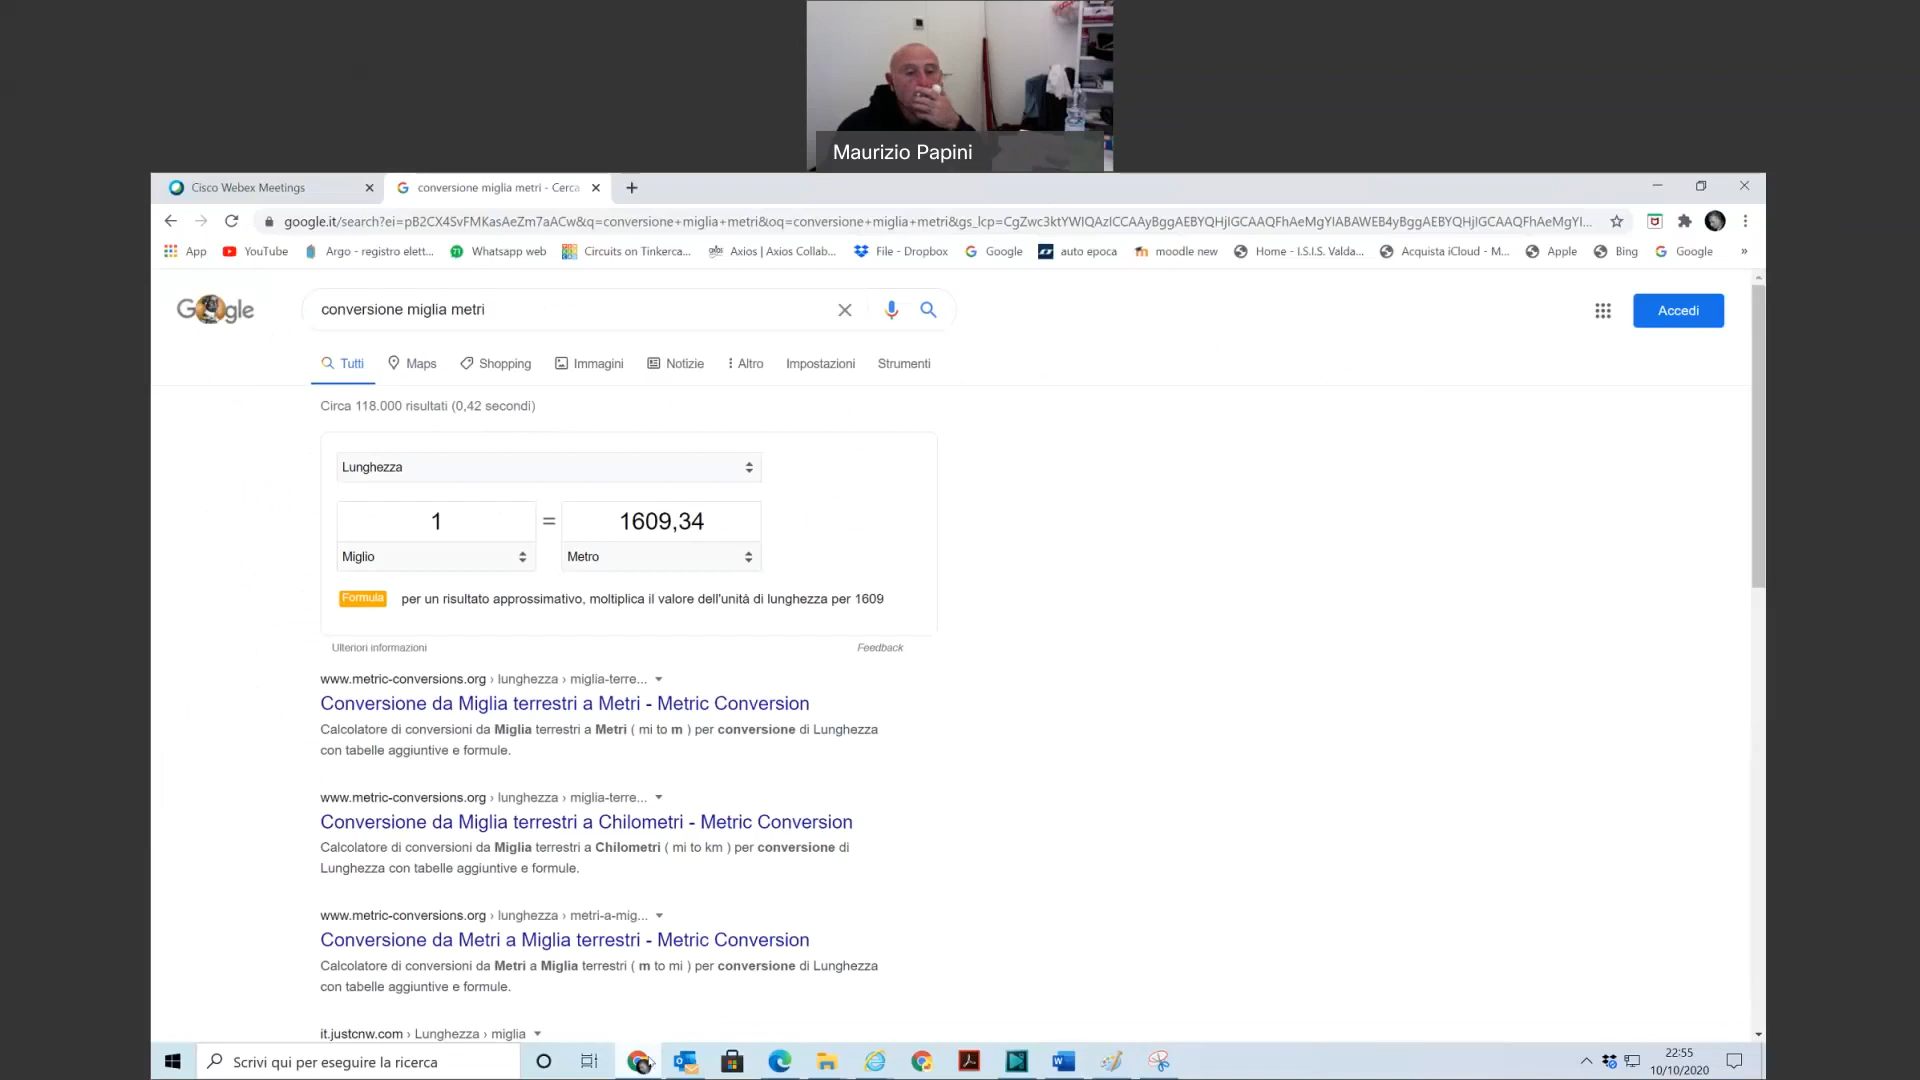 Maurizio Papini
Cisco Webex Meetings
conversione miglia metri - Cerca
google.it/search?ei=pB2CX4SvFMKasAeZm7aACw&q=conversione+miglia+metri&oq=conversione+miglia+metri&gs_lcp=
App YouTube Argo - registro elett... Whatsapp web Circuits on Tinkerca... Axios | Axios Collab... File - Dropbox Google auto epoca moodle new Home - I.S.I.S. Valda... Acquista iCloud - M... Apple Bing Google »
Google
conversione miglia metri
Accedi
Tutti Maps Shopping Immagini Notizie Altro Impostazioni Strumenti
Circa 118.000 risultati (0,42 secondi)
Lunghezza
1 = 1609,34
Miglio Metro
Formula per un risultato approssimativo, moltiplica il valore dell'unità di lunghezza per 1609
Ulteriori informazioni Feedback
www.metric-conversions.org › lunghezza › miglia-terre...
Conversione da Miglia terrestri a Metri - Metric Conversion
Calcolatore di conversioni da Miglia terrestri a Metri ( mi to m ) per conversione di Lunghezza
con tabelle aggiuntive e formule.
www.metric-conversions.org › lunghezza › miglia-terre...
Conversione da Miglia terrestri a Chilometri - Metric Conversion
Calcolatore di conversioni da Miglia terrestri a Chilometri ( mi to km ) per conversione di
Lunghezza con tabelle aggiuntive e formule.
www.metric-conversions.org › lunghezza › metri-a-mig...
Conversione da Metri a Miglia terrestri - Metric Conversion
Calcolatore di conversioni da Metri a Miglia terrestri ( m to mi ) per conversione di Lunghezza
con tabelle aggiuntive e formule.
it.justcnw.com › Lunghezza › miglia
Scrivi qui per eseguire la ricerca
22:55
10/10/2020